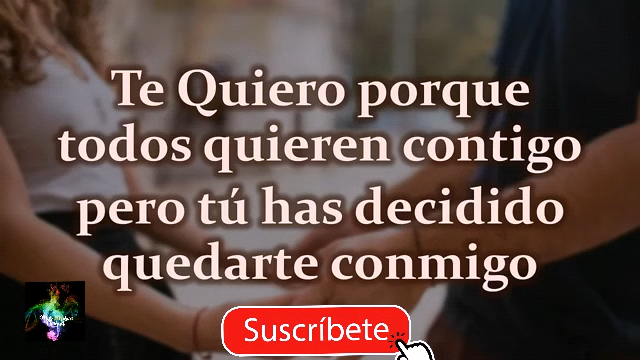 Te Quiero porque
todos quieren contigo
pero tú has decidido
quedarte conmigo
Suscríbete